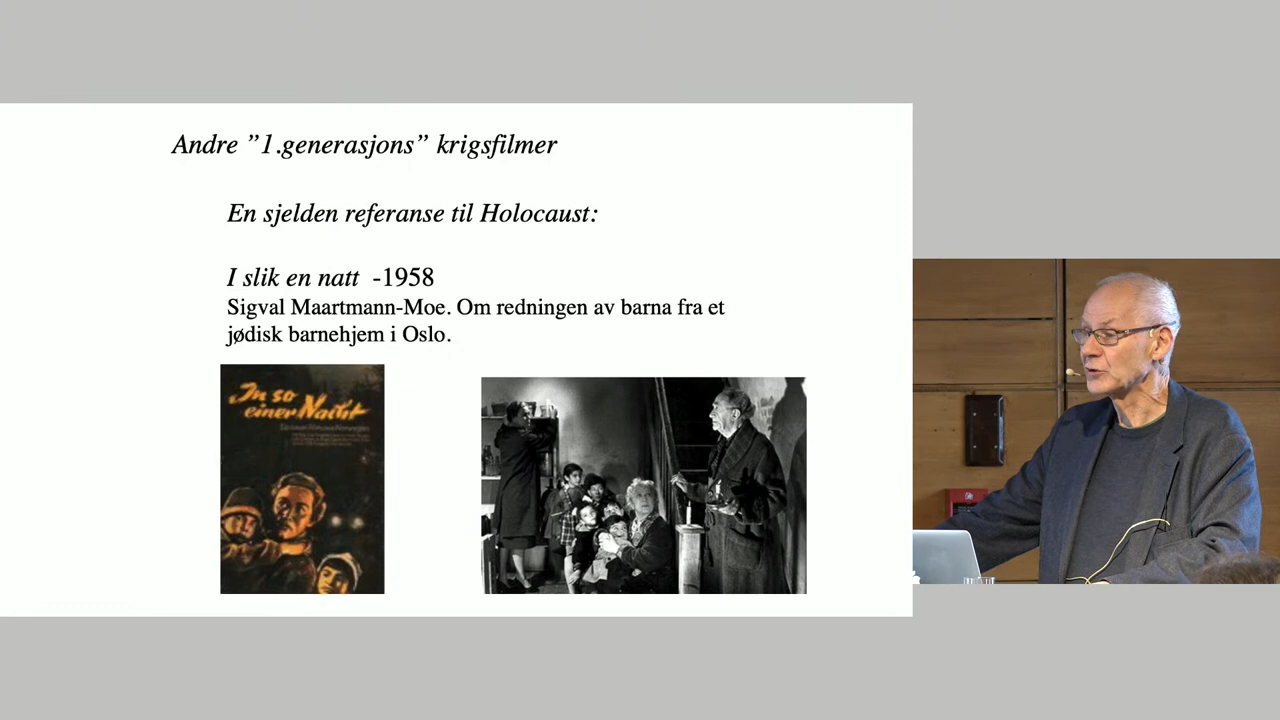 Andre ”1.generasjons” krigsfilmer
En sjelden referanse til Holocaust:
I slik en natt -1958
Sigval Maartmann-Moe. Om redningen av barna fra et
jødisk barnehjem i Oslo.
In so
einer Nacht